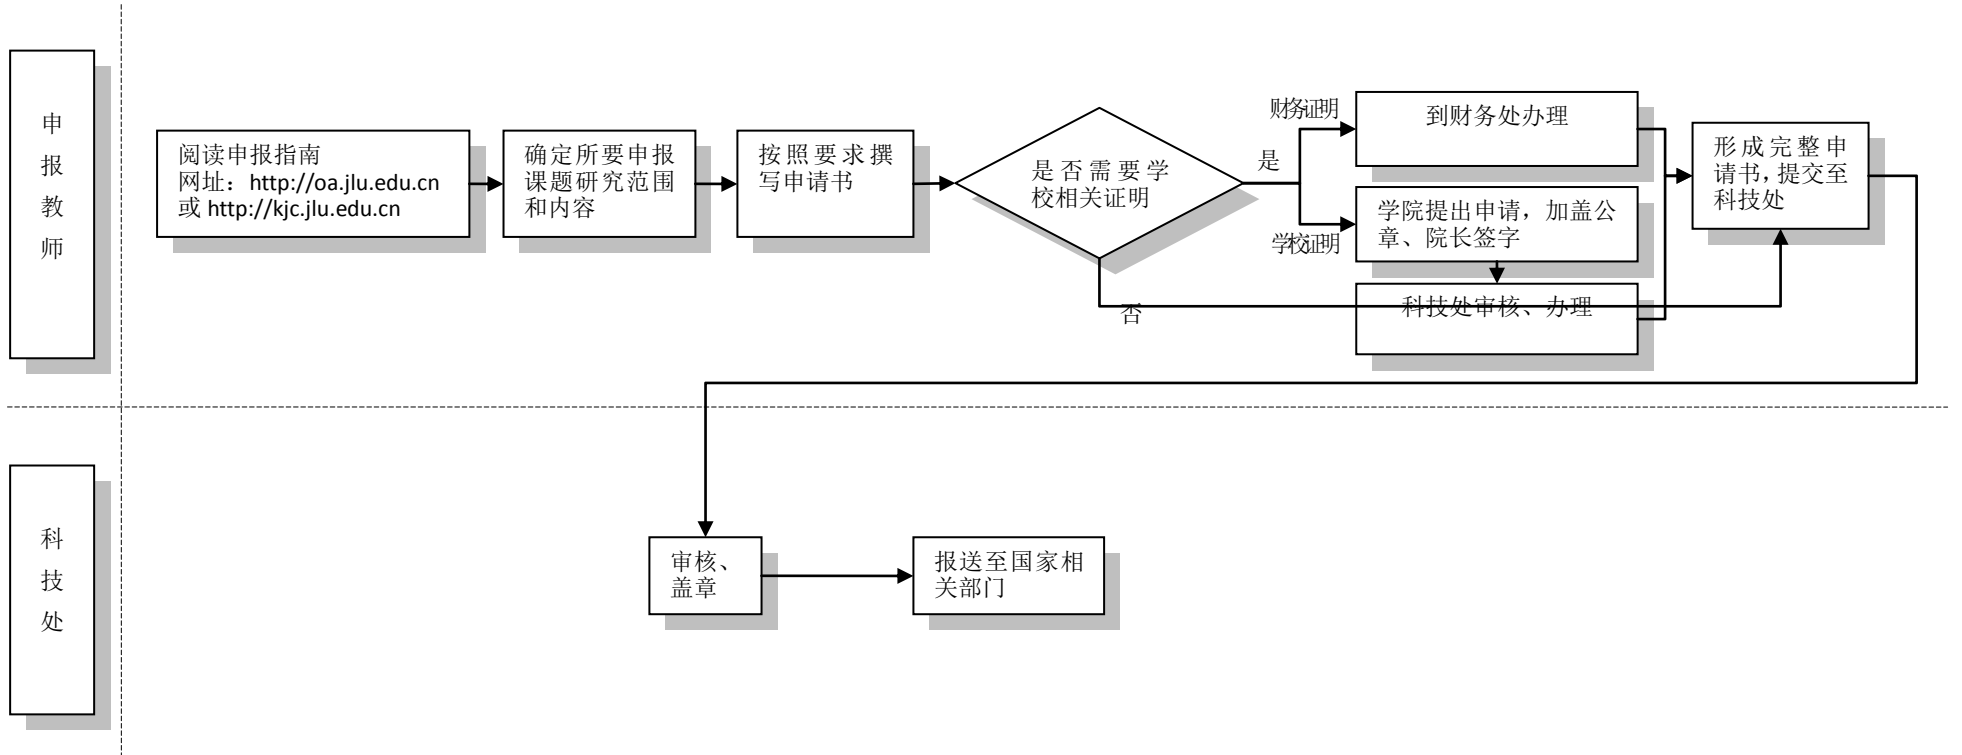 申
报
教
师
阅读申报指南
网址：http://oa.jlu.edu.cn
或 http://kjc.jlu.edu.cn
确定所要申报
课题研究范围
和内容
按照要求撰
写申请书
是否需要学
校相关证明
是
财务证明
学校证明
否
到财务处办理
学院提出申请，加盖公
章、院长签字
科技处审核、办理
形成完整申
请书，提交至
科技处
科
技
处
审核、
盖章
报送至国家相
关部门